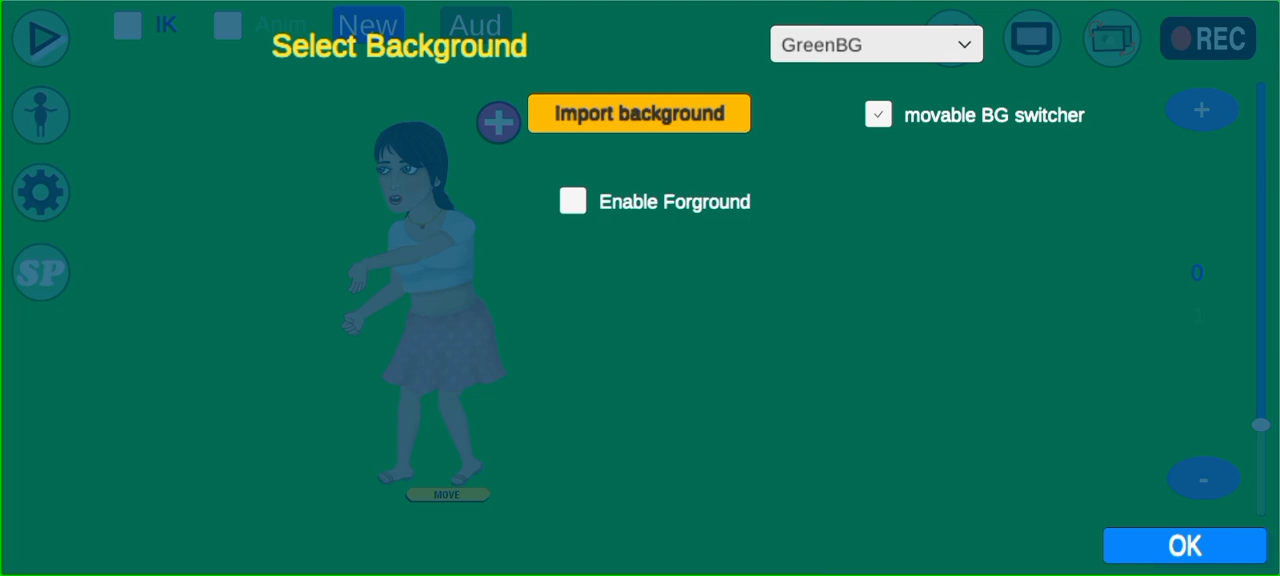 IK
Anim
New
Aud
Select Background
GreenBG
REC
Import background
movable BG switcher
+
Enable Forground
SP
0
1
MOVE
-
OK